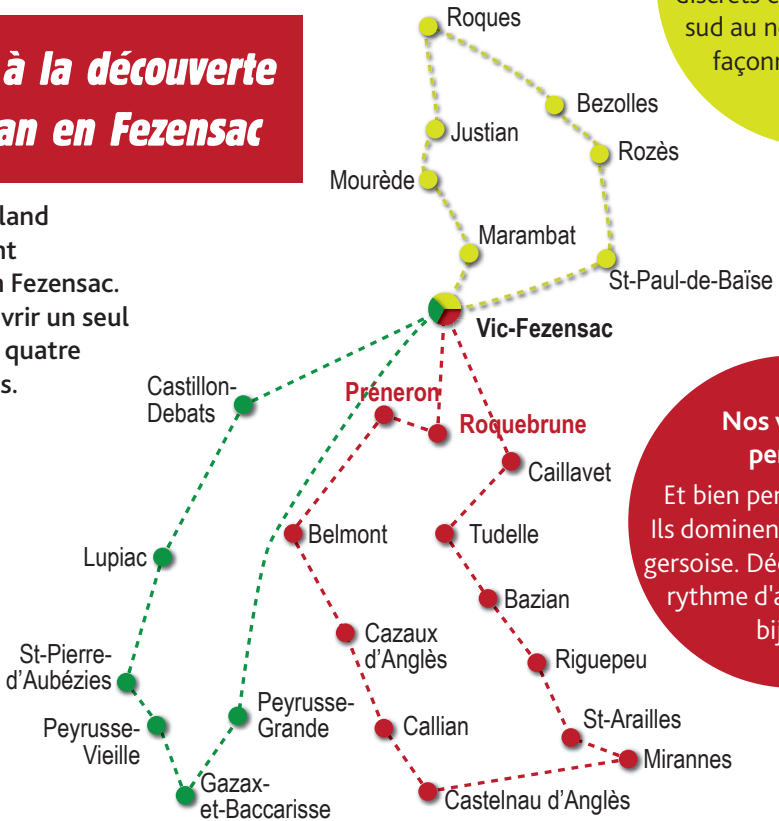 à la découverte
an en Fezensac
land
nt
Fezensac.
vrir un seul
quatre
s.
sud au
façonn
Roques
Bezolles
Justian
Rozès
Mourède
Marambat
St-Paul-de-Baïse
Vic-Fezensac
Castillon-
Debats
Préneron
Roquebrune
Caillavet
Belmont
Tudelle
Lupiac
Bazian
Cazaux
d'Anglès
Riguepeu
St-Pierre-
d'Aubézies
Peyrusse-
Vieille
Peyrusse-
Grande
Callian
St-Arailles
Mirannes
Gazax-
et-Baccarisse
Castelnau d'Anglès
Nos v
per
Et bien per
Ils dominen
gersoise. Déc
rythme d'a
bij